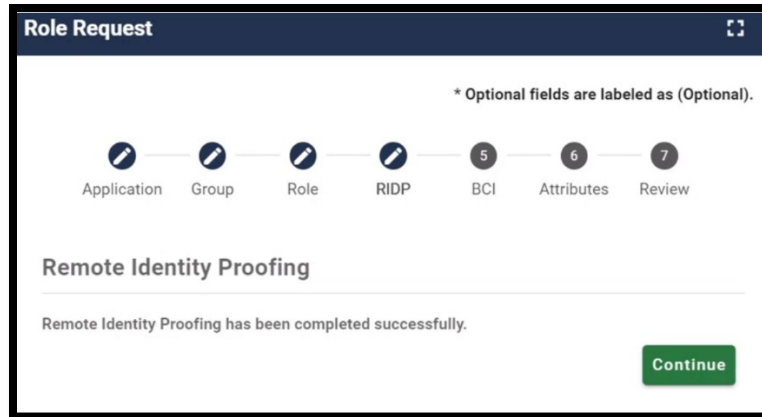 Role Request
* Optional fields are labeled as (Optional).
5 6 7
Application Group Role RIDP BCI Attributes Review
Remote Identity Proofing
Remote Identity Proofing has been completed successfully.
Continue